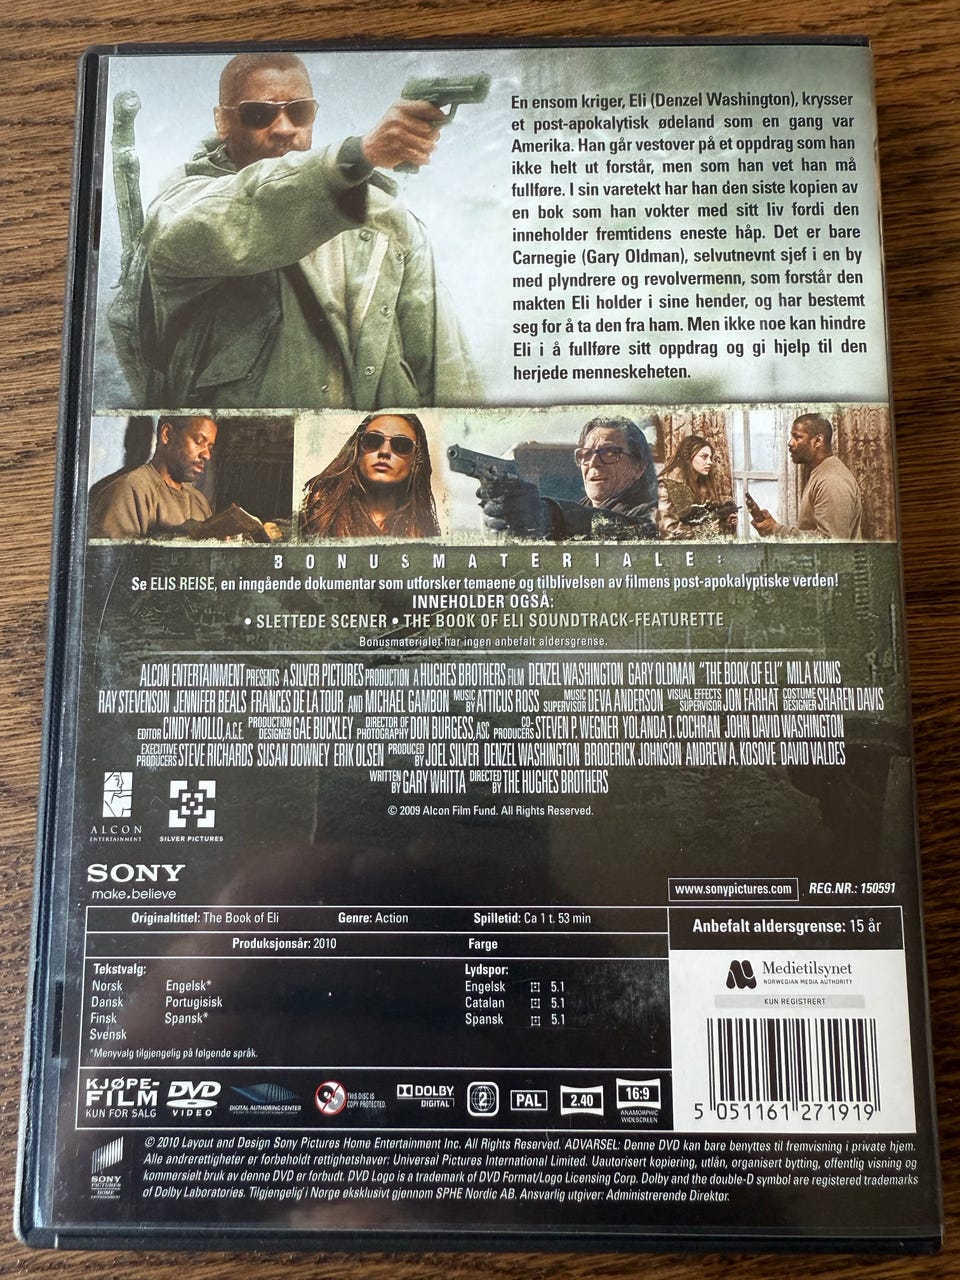 En ensom kriger, Eli (Denzel Washington), krysser
et post-apokalytisk ødeland som en gang var
Amerika. Han går vestover på et oppdrag som han
ikke helt ut forstår, men som han vet han må
fullføre. I sin varetekt har han den siste kopien av
en bok som han vokter med sitt liv fordi den
inneholder fremtidens eneste håp. Det er bare
Carnegie (Gary Oldman), selvutnevnt sjef i en by
med plyndrere og revolvermenn, som forstår den
makten Eli holder i sine hender, og har bestemt
seg for å ta den fra ham. Men ikke noe kan hindre
Eli i å fullføre sitt oppdrag og gi hjelp til den
herjede menneskeheten.
BONUSMATERIALE:
Se ELIS REISE, en inngående dokumentar som utforsker temaene og tilblivelsen av filmens post-apokalyptiske verden!
INNEHOLDER OGSÅ:
• SLETTEDE SCENER • THE BOOK OF ELI SOUNDTRACK-FEATURETTE
Bonusmaterialet har ingen anbefalt aldersgrense.
ALCON ENTERTAINMENT PRESENTS A SILVER PICTURES PRODUCTION A HUGHES BROTHERS FILM DENZEL WASHINGTON GARY OLDMAN "THE BOOK OF ELI" MILA KUNIS
RAY STEVENSON JENNIFER BEALS FRANCES DE LA TOUR AND MICHAEL GAMBON MUSIC BY ATTICUS ROSS MUSIC SUPERVISOR DEVA ANDERSON VISUAL EFFECTS SUPERVISOR JON FARHAT COSTUME DESIGNER SHAREN DAVIS
EDITOR CINDY MOLLO, A.C.E. PRODUCTION DESIGNER GAE BUCKLEY DIRECTOR OF PHOTOGRAPHY DON BURGESS, ASC CO-PRODUCERS STEVEN P. WEGNER YOLANDA T. COCHRAN JOHN DAVID WASHINGTON
EXECUTIVE PRODUCERS STEVE RICHARDS SUSAN DOWNEY ERIK OLSEN PRODUCED BY JOEL SILVER DENZEL WASHINGTON BRODERICK JOHNSON ANDREW A. KOSOVE DAVID VALDES
WRITTEN BY GARY WHITTA DIRECTED BY THE HUGHES BROTHERS
© 2009 Alcon Film Fund. All Rights Reserved.
ALCON
ENTERTAINMENT
SILVER PICTURES
SONY
make.believe
www.sonypictures.com
REG.NR.: 150591
Originaltittel: The Book of Eli Genre: Action Spilletid: Ca 1 t. 53 min
Produksjonsår: 2010 Farge
Anbefalt aldersgrense: 15 år
Tekstvalg:
Norsk Engelsk*
Dansk Portugisisk
Finsk Spansk*
Svensk
*Menyvalg tilgjengelig på følgende språk.
Lydspor:
Engelsk 5.1
Catalan 5.1
Spansk 5.1
Medietilsynet
NORWEGIAN MEDIA AUTHORITY
KUN REGISTRERT
5 051161 271919
KJØPE-
FILM
KUN FOR SALG
DVD
VIDEO
DIGITAL AUTHORING CENTER
THIS DISC IS
COPY PROTECTED.
DOLBY
DIGITAL
2
PAL
2.40
16:9
ANAMORPHIC
WIDESCREEN
SONY
PICTURES
HOME
ENTERTAINMENT
© 2010 Layout and Design Sony Pictures Home Entertainment Inc. All Rights Reserved. ADVARSEL: Denne DVD kan bare benyttes til fremvisning i private hjem.
Alle andrerettigheter er forbeholdt rettighetshaver: Universal Pictures International Limited. Uautorisert kopiering, utlån, organisert bytting, offentlig visning og
kommersielt bruk av denne DVD er forbudt. DVD Logo is a trademark of DVD Format/Logo Licensing Corp. Dolby and the double-D symbol are registered trademarks
of Dolby Laboratories. Tilgjengelig i Norge eksklusivt gjennom SPHE Nordic AB. Ansvarlig utgiver: Administrerende Direktør.